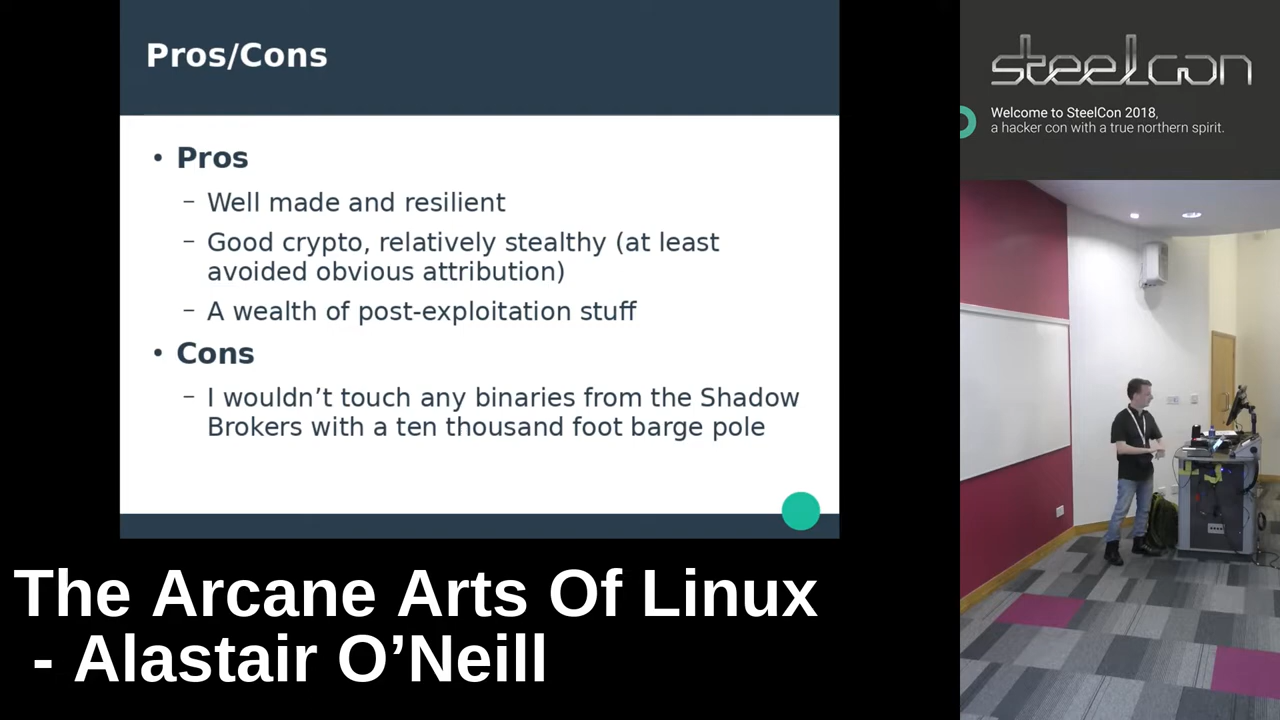 Pros/Cons
• Pros
– Well made and resilient
– Good crypto, relatively stealthy (at least
avoided obvious attribution)
– A wealth of post-exploitation stuff
• Cons
– I wouldn’t touch any binaries from the Shadow
Brokers with a ten thousand foot barge pole
The Arcane Arts Of Linux
- Alastair O’Neill
steelcon
Welcome to SteelCon 2018,
a hacker con with a true northern spirit.